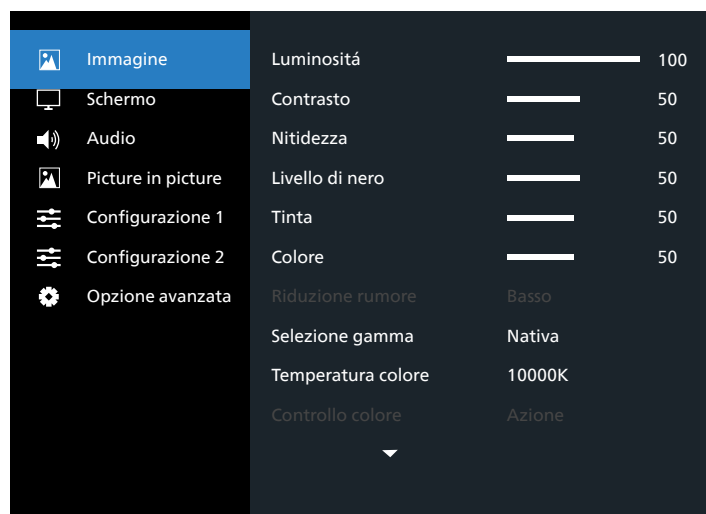 Immagine
Schermo
Audio
Picture in picture
Configurazione 1
Configurazione 2
Opzione avanzata
Luminositá 100
Contrasto 50
Nitidezza 50
Livello di nero 50
Tinta 50
Colore 50
Riduzione rumore Basso
Selezione gamma Nativa
Temperatura colore 10000K
Controllo colore Azione